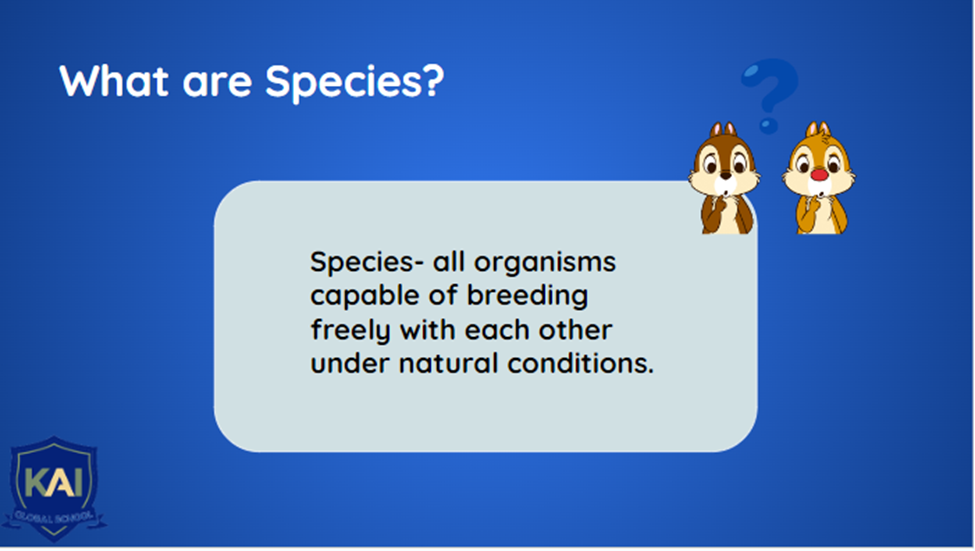 What are Species?
?
Species- all organisms
capable of breeding
freely with each other
under natural conditions.
KAI
GLOBAL SCHOOL